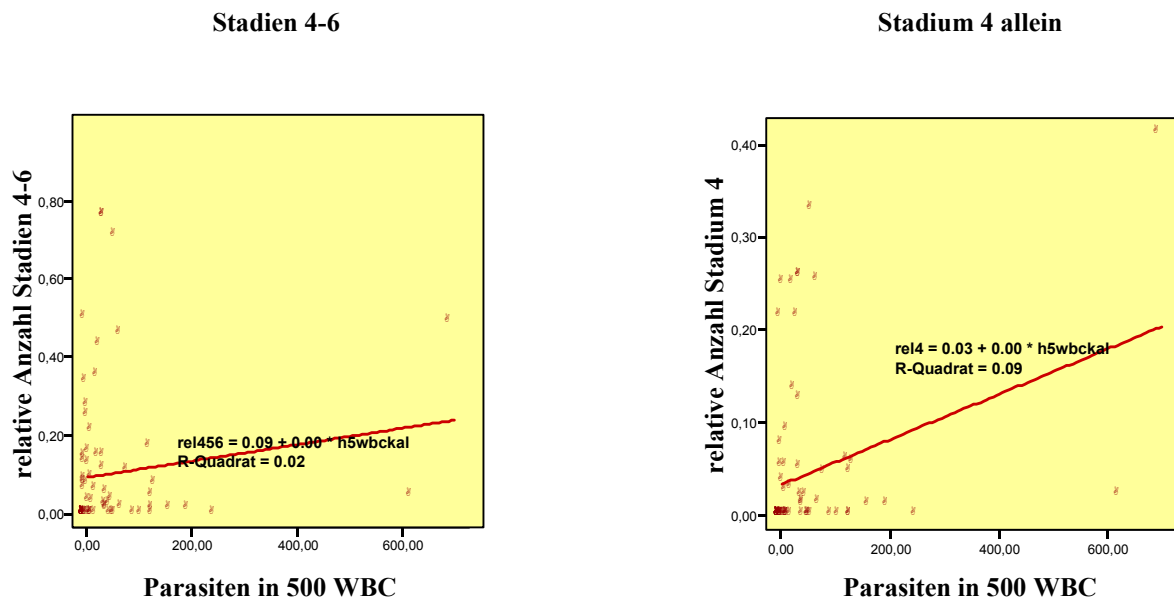 Stadien 4-6
Stadium 4 allein
relative Anzahl Stadien 4-6
0,80
0,60
0,40
0,20
0,00
rel456 = 0.09 + 0.00 * h5wbckal
R-Quadrat = 0.02
0,00
200,00
400,00
600,00
Parasiten in 500 WBC
relative Anzahl Stadium 4
0,40
0,30
0,20
0,10
0,00
rel4 = 0.03 + 0.00 * h5wbckal
R-Quadrat = 0.09
0,00
200,00
400,00
600,00
Parasiten in 500 WBC